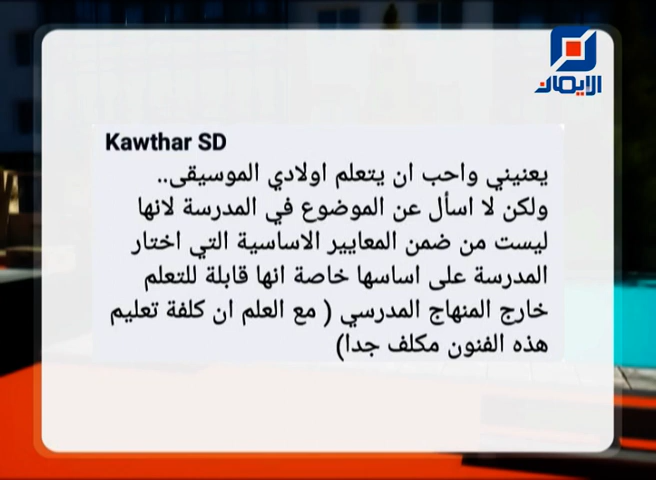 الإيمان
Kawthar SD
يعنيني واحب ان يتعلم اولادي الموسيقى..
ولكن لا اسأل عن الموضوع في المدرسة لانها
ليست من ضمن المعايير الاساسية التي اختار
المدرسة على اساسها خاصة انها قابلة للتعلم
خارج المنهاج المدرسي ( مع العلم ان كلفة تعليم
هذه الفنون مكلف جدا)